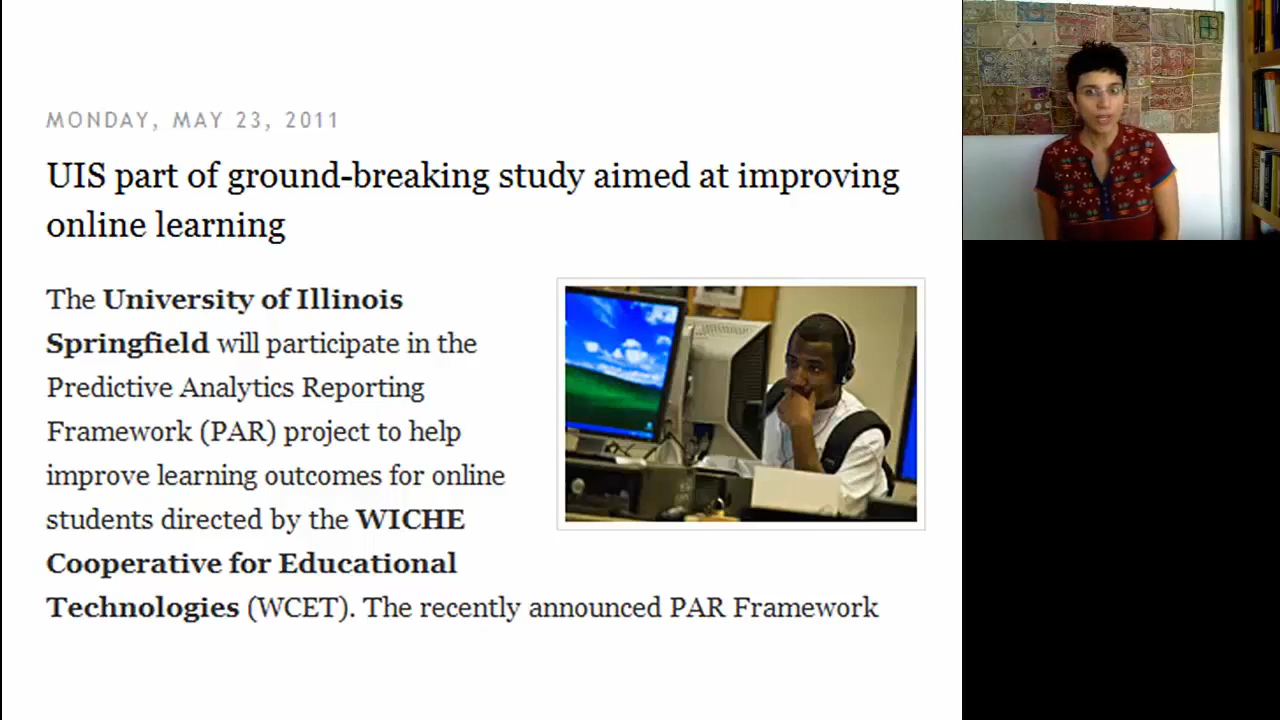 MONDAY, MAY 23, 2011
UIS part of ground-breaking study aimed at improving
online learning
The University of Illinois
Springfield will participate in the
Predictive Analytics Reporting
Framework (PAR) project to help
improve learning outcomes for online
students directed by the WICHE
Cooperative for Educational
Technologies (WCET). The recently announced PAR Framework